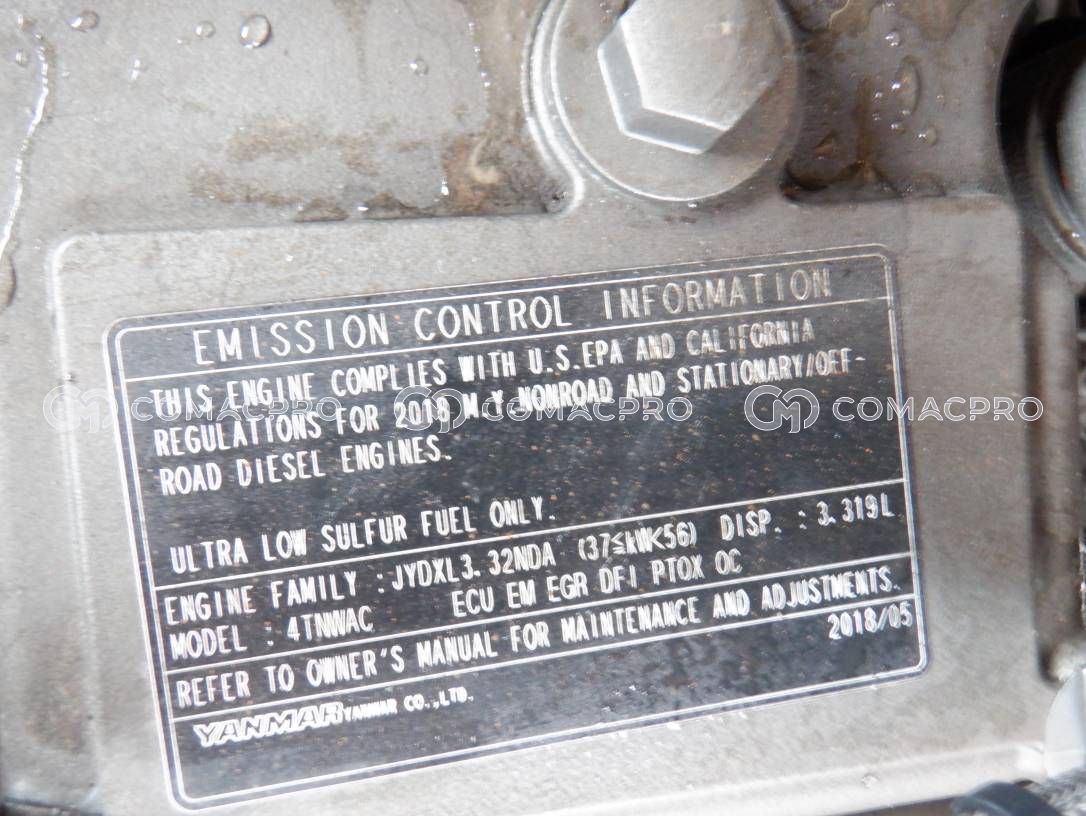 EMISSION CONTROL INFORMATION
THIS ENGINE COMPLIES WITH U.S.EPA AND CALIFORNIA
REGULATIONS FOR 2018 M.Y.NONROAD AND STATIONARY/OFF-
ROAD DIESEL ENGINES.
ULTRA LOW SULFUR FUEL ONLY.
ENGINE FAMILY :JYDXL3.32NDA (37≦kW<56) DISP. : 3.319L
MODEL : 4TNWAC ECU EM EGR DFI PTOX OC
REFER TO OWNER'S MANUAL FOR MAINTENANCE AND ADJUSTMENTS.
YANMAR YANMAR CO.,LTD. 2018/05
COMACPRO COMACPRO COMACPRO